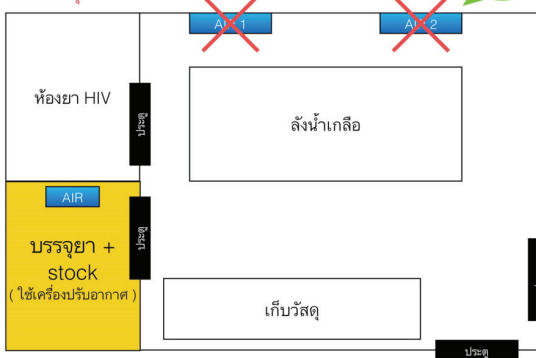 AIR 1
AIR 2
ห้องยา HIV
ประตู
ลังน้ำเกลือ
AIR
ประตู
บรรจุยา +
stock
( ใช้เครื่องปรับอากาศ )
เก็บวัสดุ
ประตู